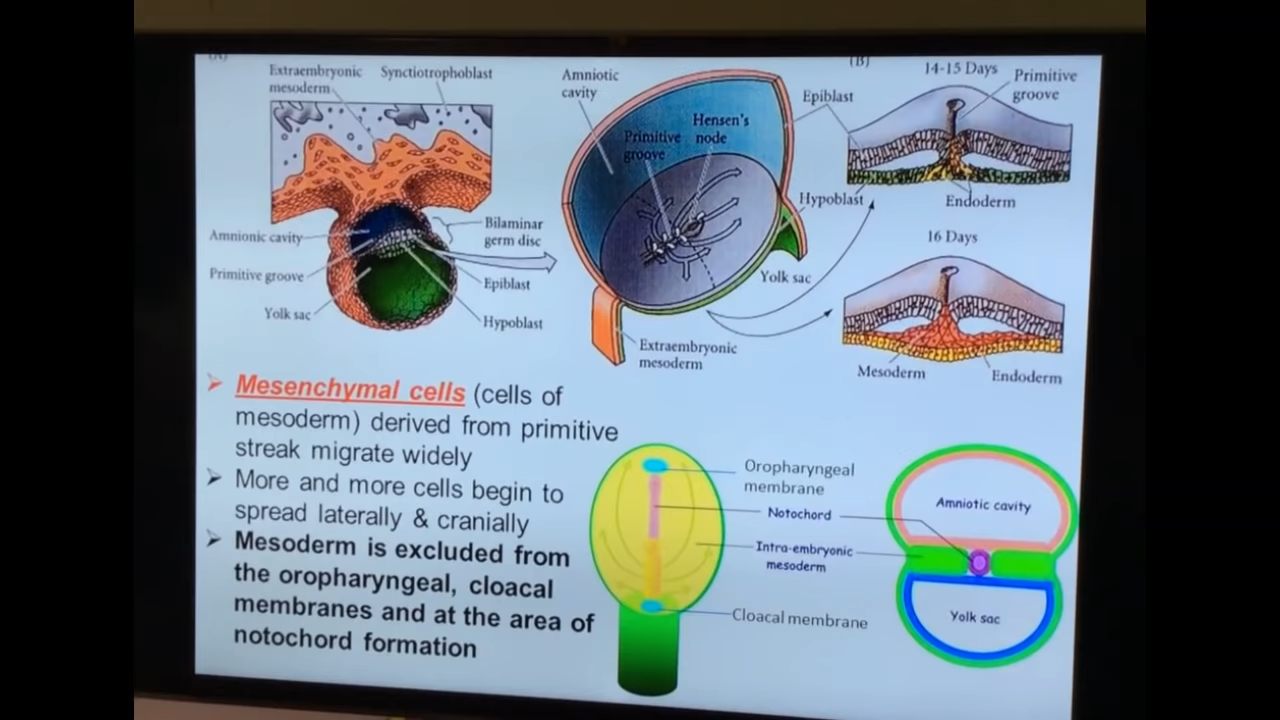 (A)
Extraembryonic
mesoderm
Synctiotrophoblast
Amnionic cavity
Primitive groove
Yolk sac
Bilaminar
germ disc
Epiblast
Hypoblast
Amniotic
cavity
Primitive
groove
Hensen's
node
Epiblast
Hypoblast
Yolk sac
Extraembryonic
mesoderm
(B)
14-15 Days
Primitive
groove
Endoderm
16 Days
Mesoderm
Endoderm
➢ Mesenchymal cells (cells of
mesoderm) derived from primitive
streak migrate widely
➢ More and more cells begin to
spread laterally & cranially
➢ Mesoderm is excluded from
the oropharyngeal, cloacal
membranes and at the area of
notochord formation
Oropharyngeal
membrane
Notochord
Intra-embryonic
mesoderm
Cloacal membrane
Amniotic cavity
Yolk sac